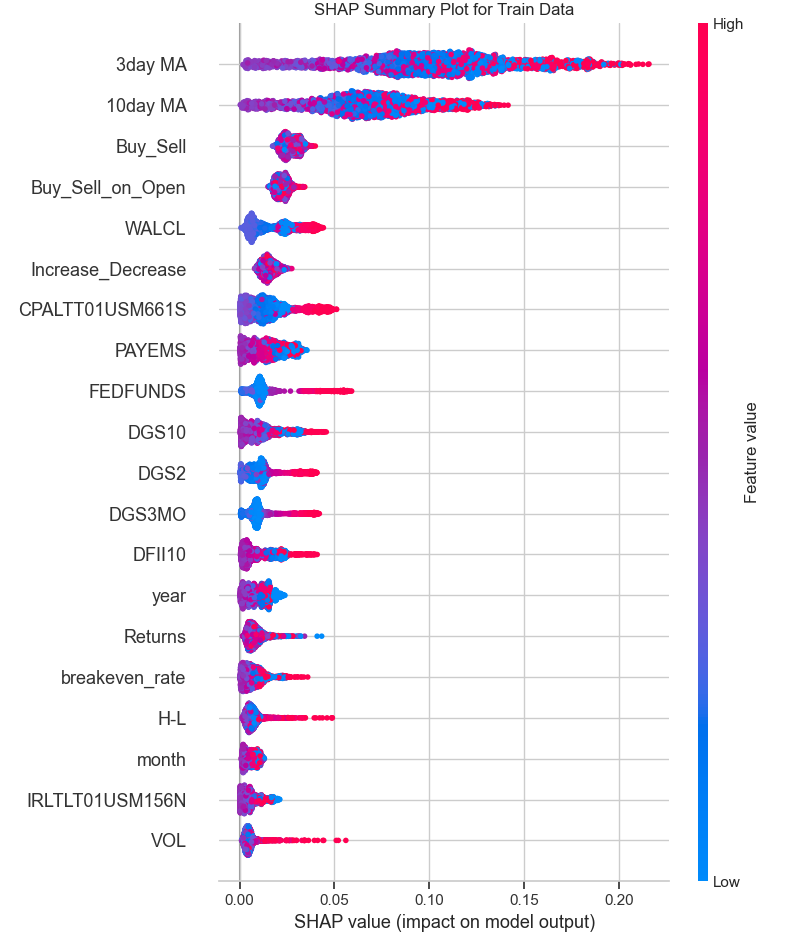 SHAP Summary Plot for Train Data
High
3day MA
10day MA
Buy_Sell
Buy_Sell_on_Open
WALCL
Increase_Decrease
CPALTT01USM661S
PAYEMS
FEDFUNDS
DGS10
DGS2
DGS3MO
DFII10
year
Returns
breakeven_rate
H-L
month
IRLTLT01USM156N
VOL
Feature value
Low
0.00 0.05 0.10 0.15 0.20
SHAP value (impact on model output)